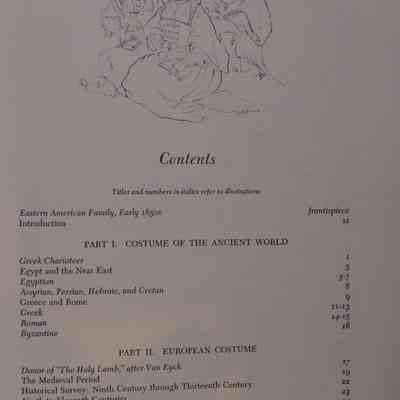 Contents
Titles and numbers in italics refer to illustrations
Eastern American Family, Early 1850s frontispiece
Introduction xi
PART I. COSTUME OF THE ANCIENT WORLD
Greek Charioteer 1
Egypt and the Near East 3
Egyptian 5-7
Assyrian, Persian, Hebraic, and Cretan 8
Greece and Rome 9
Greek 11-13
Roman 14-15
Byzantine 16
PART II. EUROPEAN COSTUME
Donor of "The Holy Lamb," after Van Eyck 17
The Medieval Period 19
Historical Survey: Ninth Century through Thirteenth Century 22
23